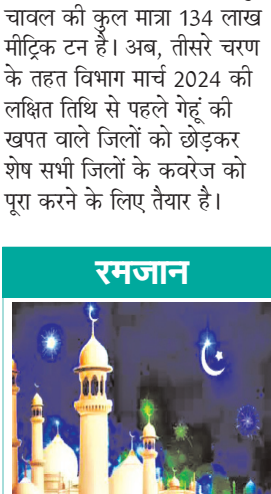 चावल की कुल मात्रा 134 लाख
मीट्रिक टन है। अब, तीसरे चरण
के तहत विभाग मार्च 2024 की
लक्षित तिथि से पहले गेहूं की
खपत वाले जिलों को छोड़कर
शेष सभी जिलों के कवरेज को
पूरा करने के लिए तैयार है।
रमजान